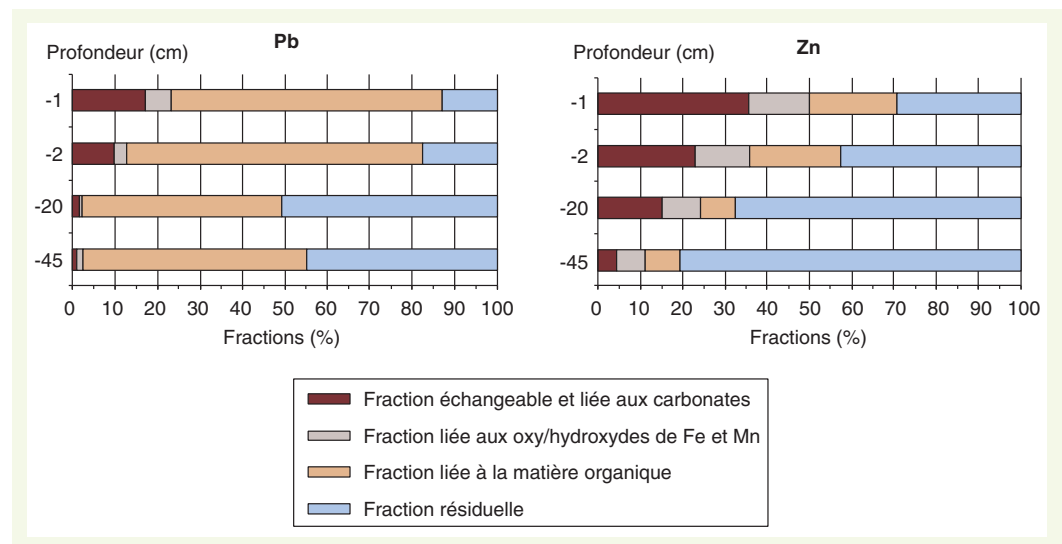 Pb
Profondeur (cm)
-1
-2
-20
-45
0 10 20 30 40 50 60 70 80 90 100
Fractions (%)
Zn
Profondeur (cm)
-1
-2
-20
-45
0 10 20 30 40 50 60 70 80 90 100
Fractions (%)
Fraction échangeable et liée aux carbonates
Fraction liée aux oxy/hydroxydes de Fe et Mn
Fraction liée à la matière organique
Fraction résiduelle